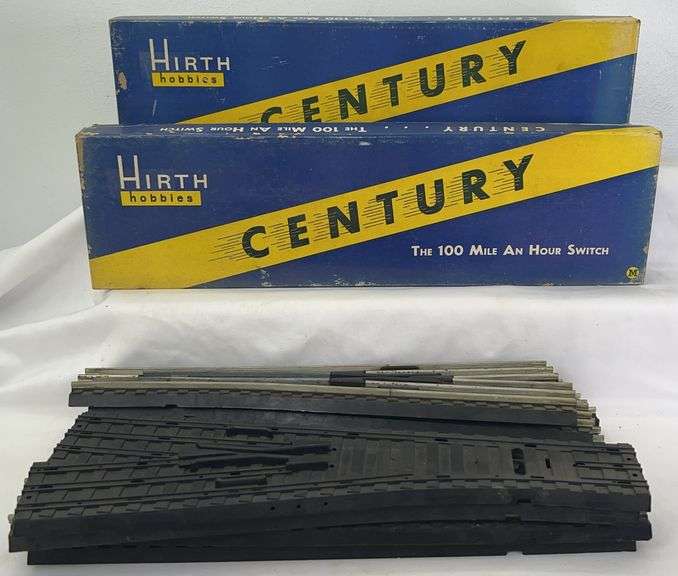 CENTURY
HIRTH
hobbies
CENTURY
THE 100 MILE AN HOUR SWITCH . . . . CENTURY
HIRTH
hobbies
CENTURY
THE 100 MILE AN HOUR SWITCH
M